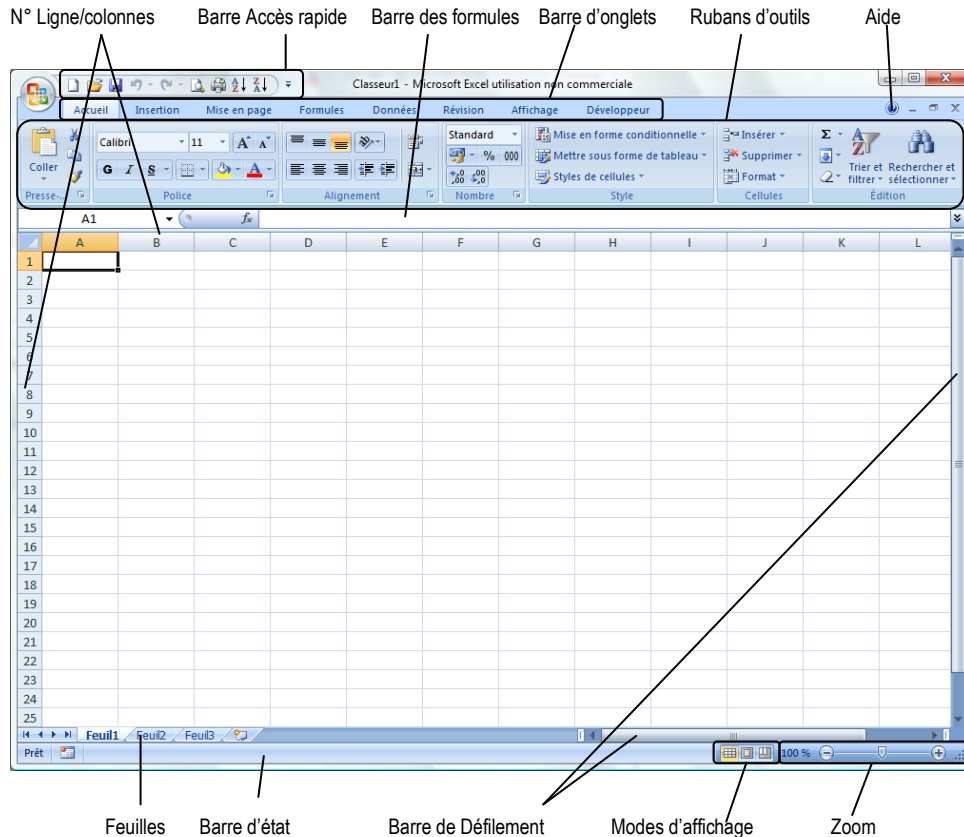 N° Ligne/colonnes Barre Accès rapide Barre des formules Barre d'onglets Rubans d'outils Aide
Classeur1 - Microsoft Excel utilisation non commerciale
Accueil Insertion Mise en page Formules Données Révision Affichage Développeur
Calibri 11 Standard Mise en forme conditionnelle Insérer Σ
Coller G I S A % 000 Mettre sous forme de tableau Supprimer Trier et filtrer Rechercher et sélectionner
Styles de cellules Format
Presse-... Police Alignement Nombre Style Cellules Édition
A1 fx
A B C D E F G H I J K L
1
2
3
4
5
6
7
8
9
10
11
12
13
14
15
16
17
18
19
20
21
22
23
24
25
Feuil1 Feuil2 Feuil3
Prêt 100 %
Feuilles Barre d'état Barre de Défilement Modes d'affichage Zoom